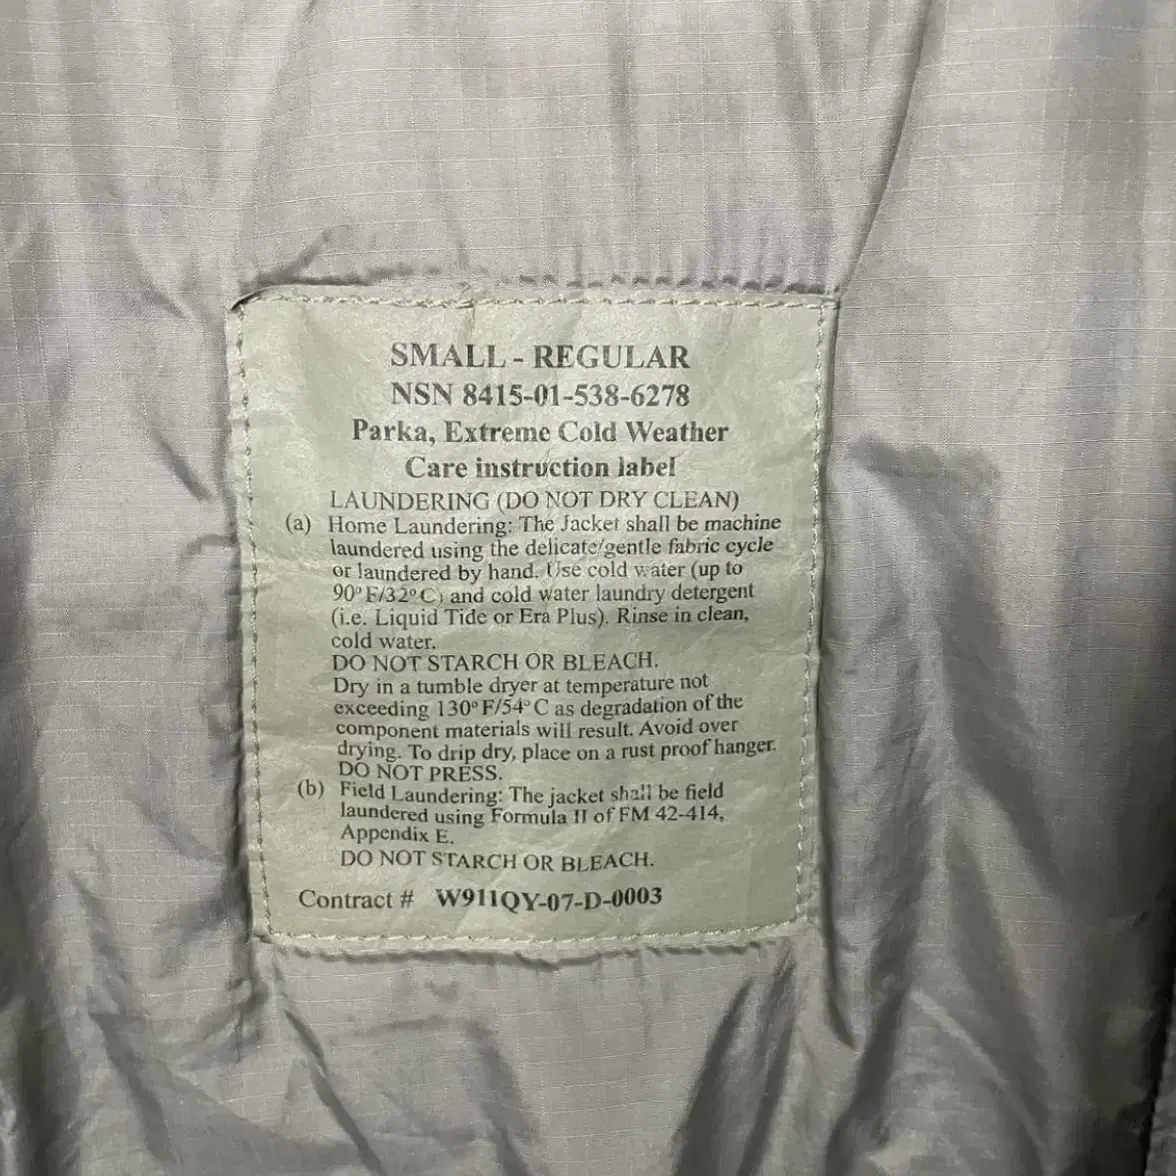 SMALL - REGULAR
NSN 8415-01-538-6278
Parka, Extreme Cold Weather
Care instruction label
LAUNDERING (DO NOT DRY CLEAN)
(a) Home Laundering: The Jacket shall be machine
laundered using the delicate/gentle fabric cycle
or laundered by hand. Use cold water (up to
90° F/32° C) and cold water laundry detergent
(i.e. Liquid Tide or Era Plus). Rinse in clean,
cold water.
DO NOT STARCH OR BLEACH.
Dry in a tumble dryer at temperature not
exceeding 130° F/54° C as degradation of the
component materials will result. Avoid over
drying. To drip dry, place on a rust proof hanger.
DO NOT PRESS.
(b) Field Laundering: The jacket shall be field
laundered using Formula II of FM 42-414,
Appendix E.
DO NOT STARCH OR BLEACH.
Contract # W911QY-07-D-0003